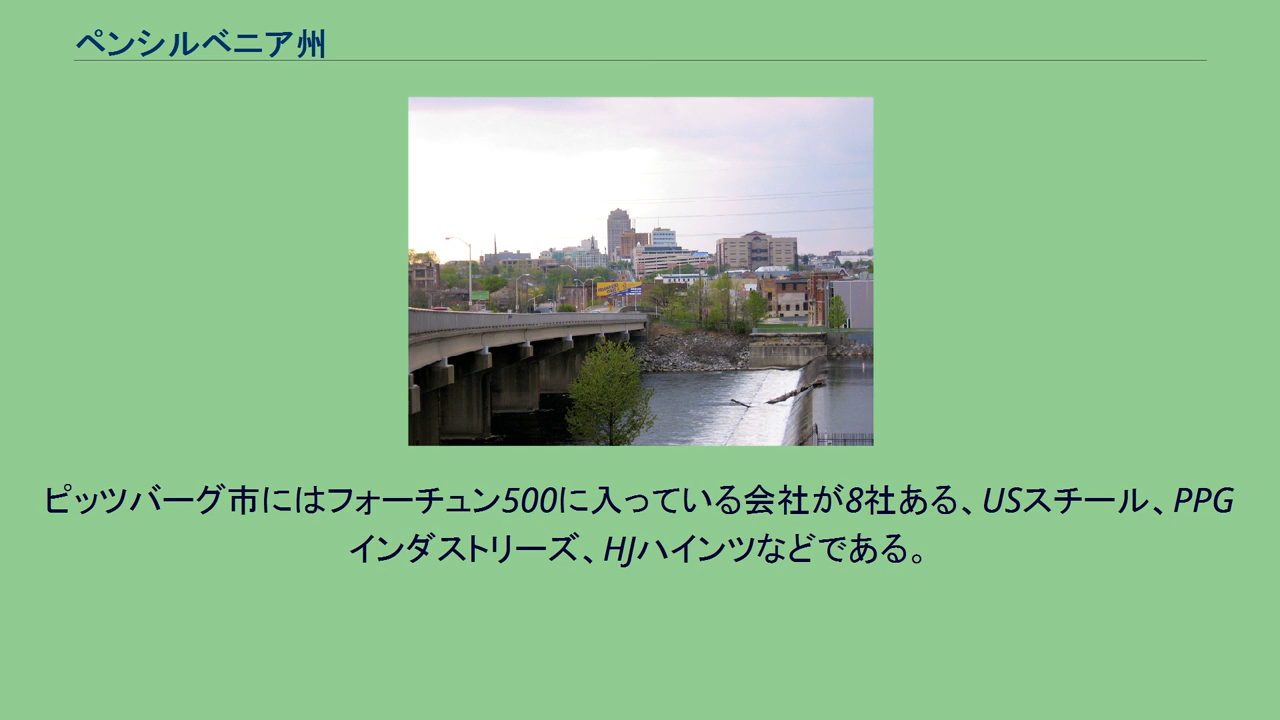 ペンシルベニア州
ピッツバーグ市にはフォーチュン500に入っている会社が8社ある、USスチール、PPG
インダストリーズ、HJハインツなどである。